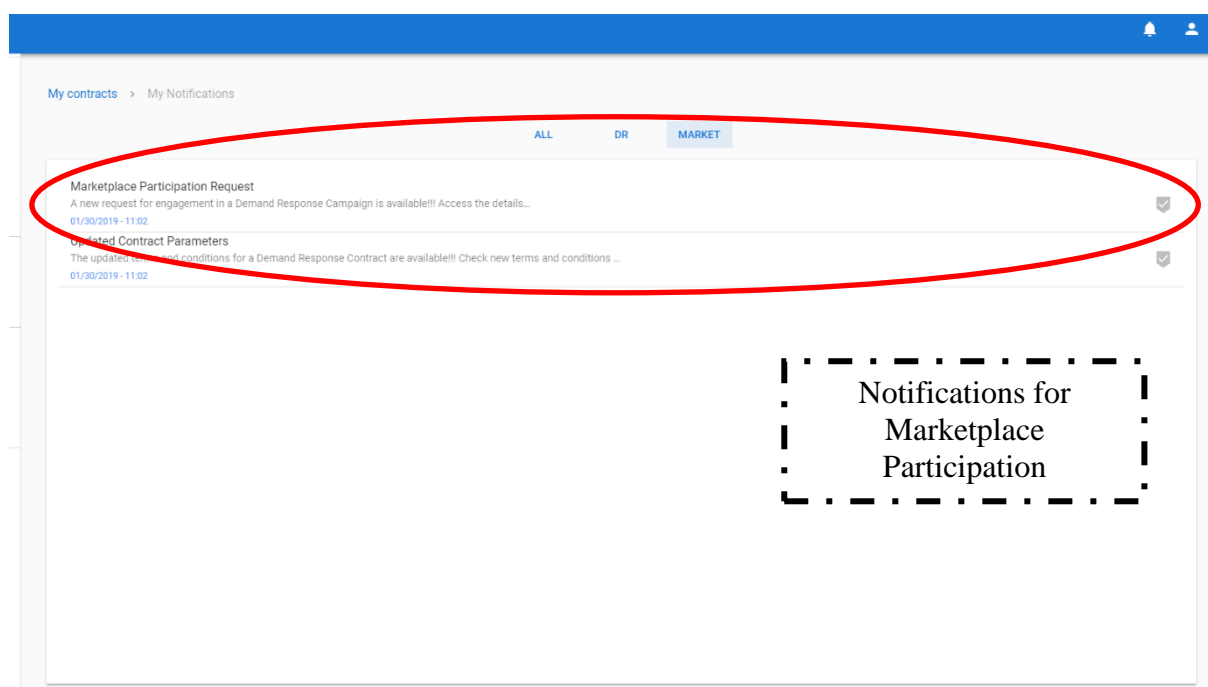 My contracts > My Notifications
ALL DR MARKET
Marketplace Participation Request
A new request for engagement in a Demand Response Campaign is available!!! Access the details...
01/30/2019 - 11:02
Updated Contract Parameters
The updated terms and conditions for a Demand Response Contract are available!!! Check new terms and conditions ...
01/30/2019 - 11:02
Notifications for
Marketplace
Participation